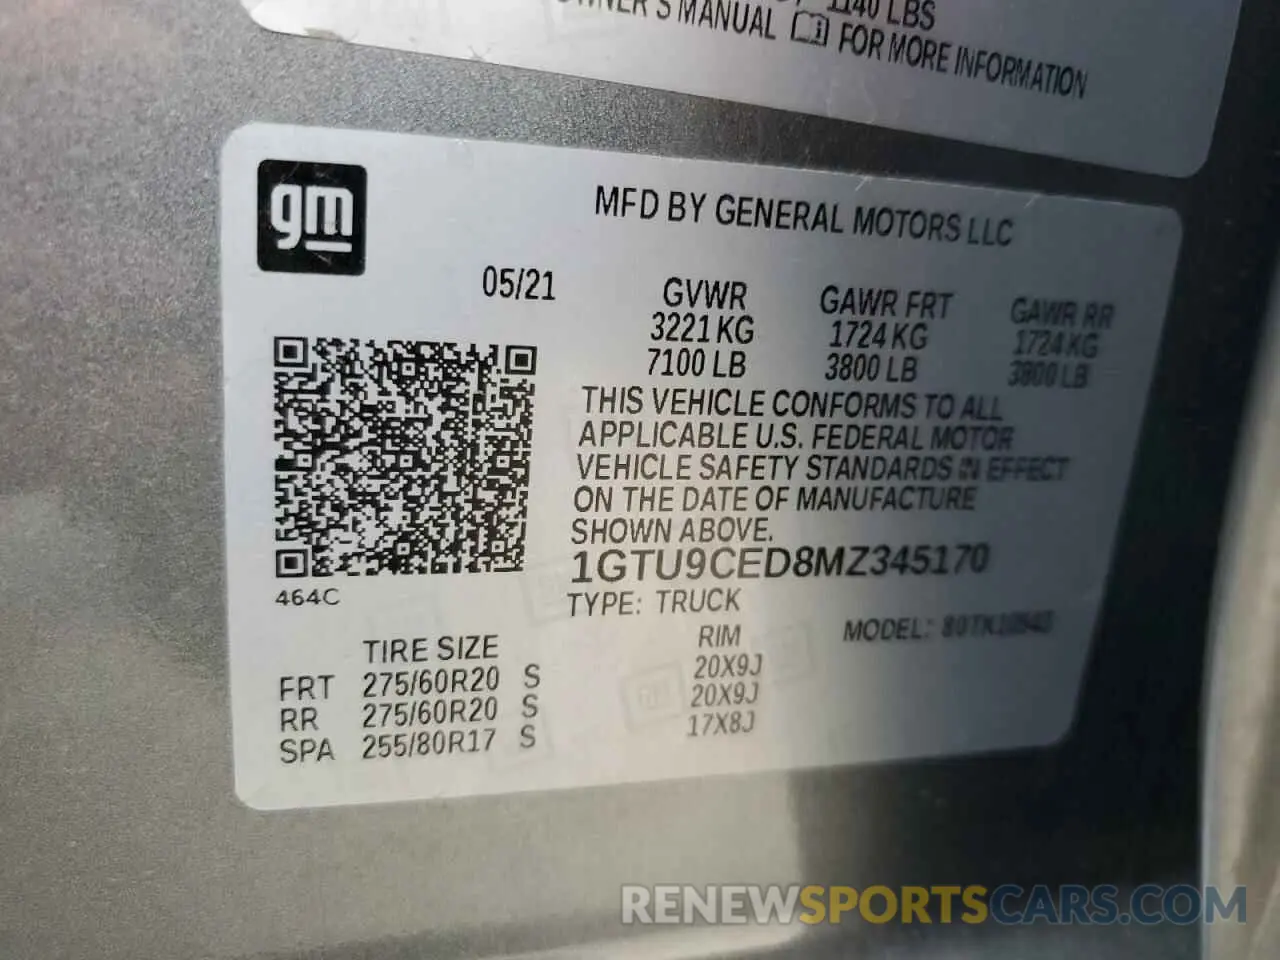 1140 LBS
OWNER'S MANUAL FOR MORE INFORMATION
gm
MFD BY GENERAL MOTORS LLC
05/21 GVWR GAWR FRT GAWR RR
3221 KG 1724 KG 1724 KG
7100 LB 3800 LB 3800 LB
THIS VEHICLE CONFORMS TO ALL
APPLICABLE U.S. FEDERAL MOTOR
VEHICLE SAFETY STANDARDS IN EFFECT
ON THE DATE OF MANUFACTURE
SHOWN ABOVE.
1GTU9CED8MZ345170
464C
TYPE: TRUCK MODEL:
TIRE SIZE RIM
FRT 275/60R20 S 20X9J
RR 275/60R20 S 20X9J
SPA 255/80R17 S 17X8J
RENEWSPORTSCARS.COM